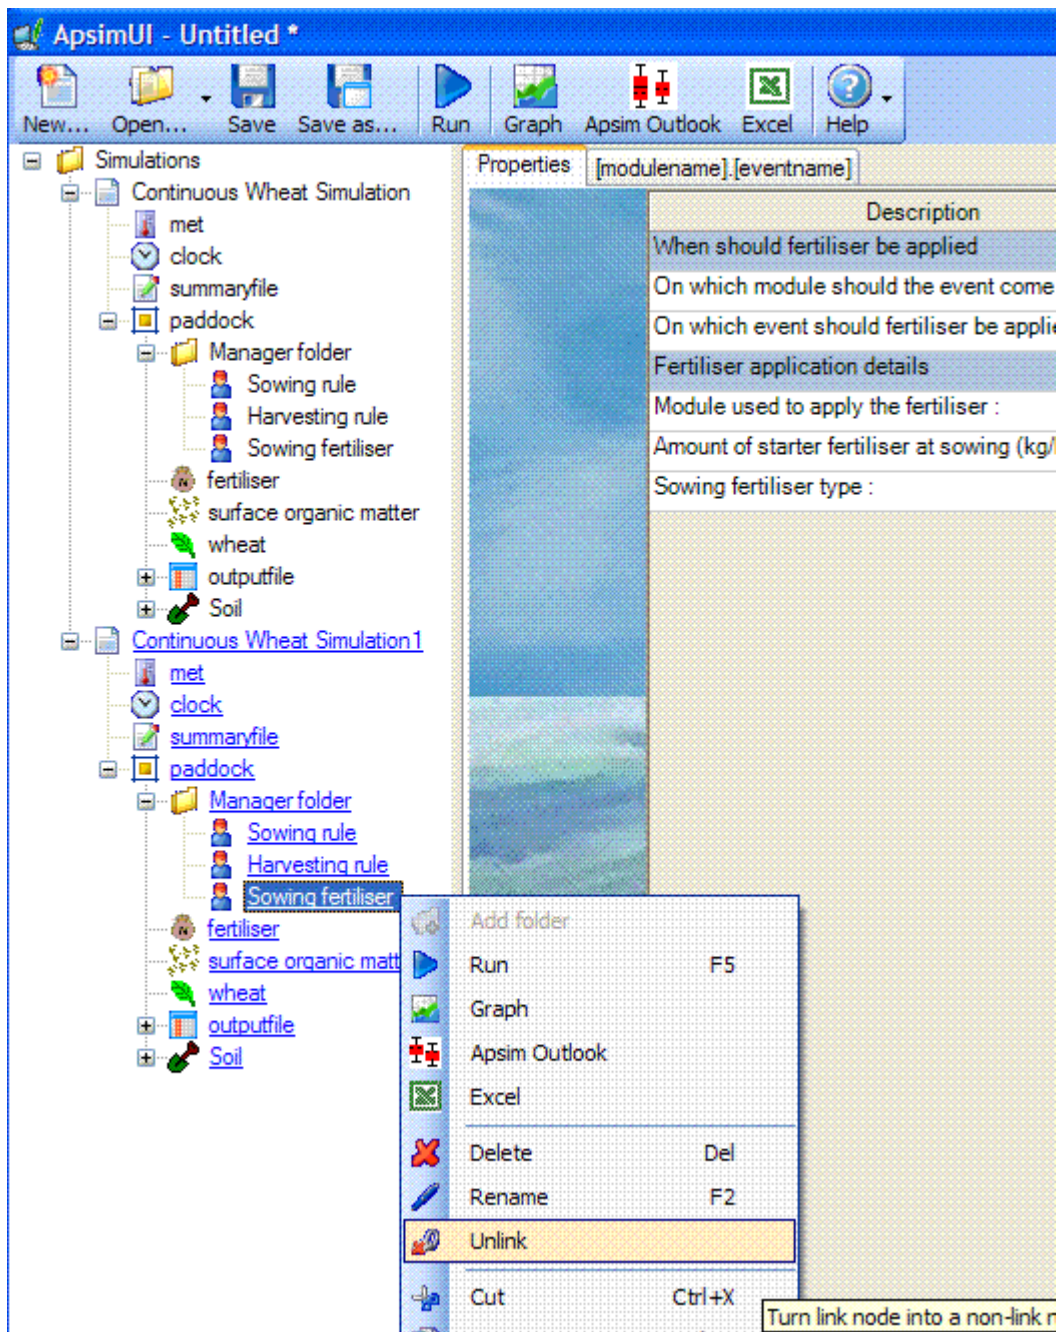 ApsimUI - Untitled *
New... Open... Save Save as... Run Graph Apsim Outlook Excel Help
Simulations
Continuous Wheat Simulation
met
clock
summaryfile
paddock
Manager folder
Sowing rule
Harvesting rule
Sowing fertiliser
fertiliser
surface organic matter
wheat
outputfile
Soil
Continuous Wheat Simulation1
met
clock
summaryfile
paddock
Manager folder
Sowing rule
Harvesting rule
Sowing fertiliser
fertiliser
surface organic matt
wheat
outputfile
Soil
Properties [modulename].[eventname]
Description
When should fertiliser be applied
On which module should the event come
On which event should fertiliser be applie
Fertiliser application details
Module used to apply the fertiliser :
Amount of starter fertiliser at sowing (kg/
Sowing fertiliser type :
Add folder
Run F5
Graph
Apsim Outlook
Excel
Delete Del
Rename F2
Unlink
Cut Ctrl+X
Turn link node into a non-link